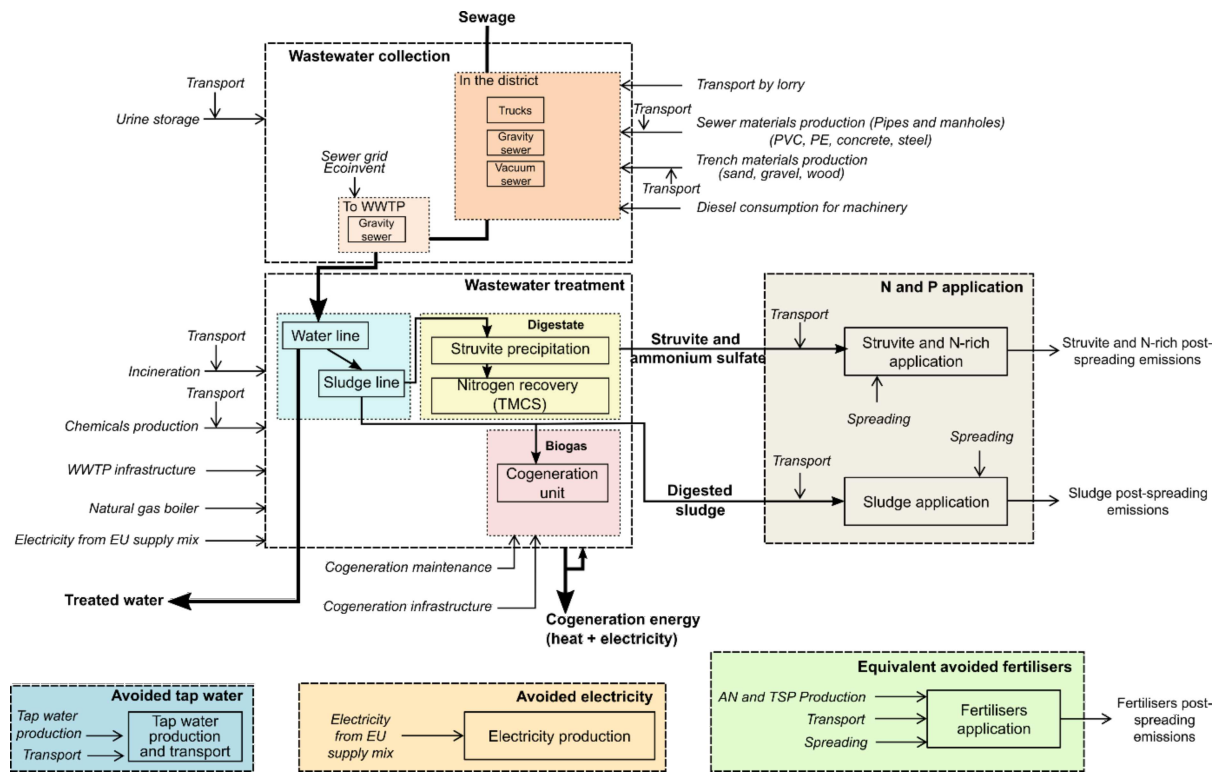 Sewage
Wastewater collection
In the district
Trucks
Gravity
sewer
Vacuum
sewer
Transport
Urine storage
Sewer grid
Ecoinvent
To WWTP
Gravity
sewer
Transport by lorry
Transport
Sewer materials production (Pipes and manholes)
(PVC, PE, concrete, steel)
Trench materials production
(sand, gravel, wood)
Transport
Diesel consumption for machinery
Wastewater treatment
Water line
Sludge line
Digestate
Struvite precipitation
Nitrogen recovery
(TMCS)
Biogas
Cogeneration
unit
Transport
Incineration
Transport
Chemicals production
WWTP infrastructure
Natural gas boiler
Electricity from EU supply mix
Treated water
Cogeneration maintenance
Cogeneration infrastructure
Cogeneration energy
(heat + electricity)
Struvite and
ammonium sulfate
Digested
sludge
N and P application
Transport
Struvite and N-rich
application
Spreading
Spreading
Transport
Sludge application
Struvite and N-rich post-
spreading emissions
Sludge post-spreading
emissions
Avoided tap water
Tap water
production
Transport
Tap water
production
and transport
Avoided electricity
Electricity
from EU
supply mix
Electricity production
Equivalent avoided fertilisers
AN and TSP Production
Transport
Spreading
Fertilisers
application
Fertilisers post-
spreading
emissions